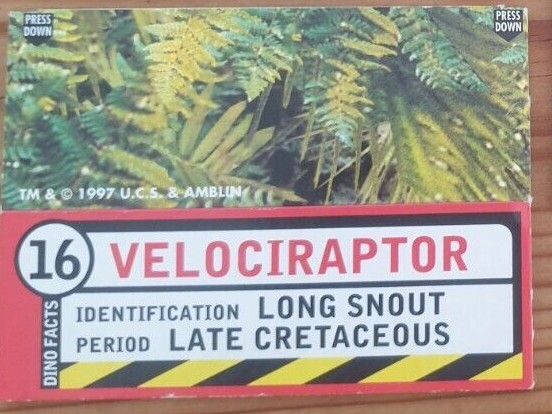 PRESS DOWN
PRESS DOWN
TM & © 1997 U.C.S. & AMBLIN
16 VELOCIRAPTOR
DINO FACTS
IDENTIFICATION LONG SNOUT
PERIOD LATE CRETACEOUS